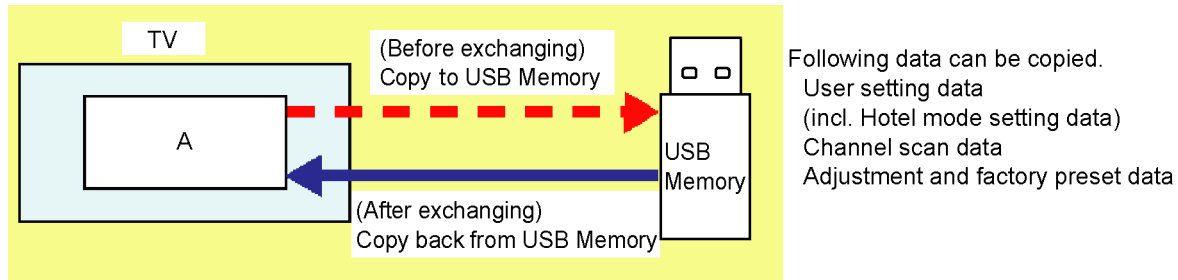 TV
(Before exchanging)
Copy to USB Memory
A
USB
Memory
(After exchanging)
Copy back from USB Memory
Following data can be copied.
User setting data
(incl. Hotel mode setting data)
Channel scan data
Adjustment and factory preset data